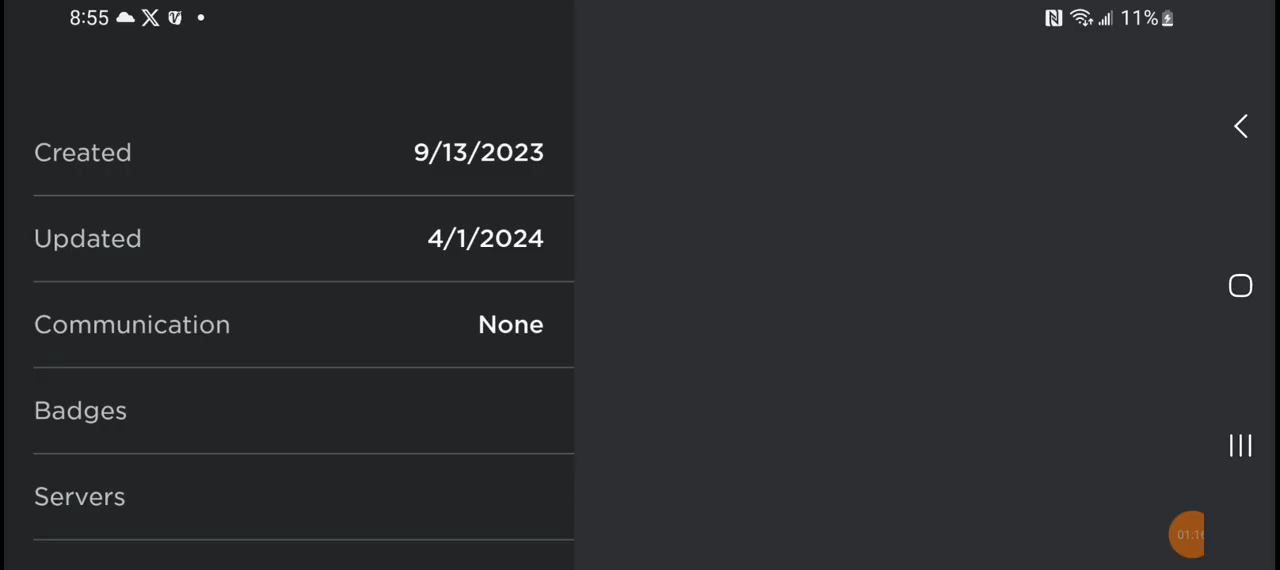 8:55
11%
Created 9/13/2023
Updated 4/1/2024
Communication None
Badges
Servers